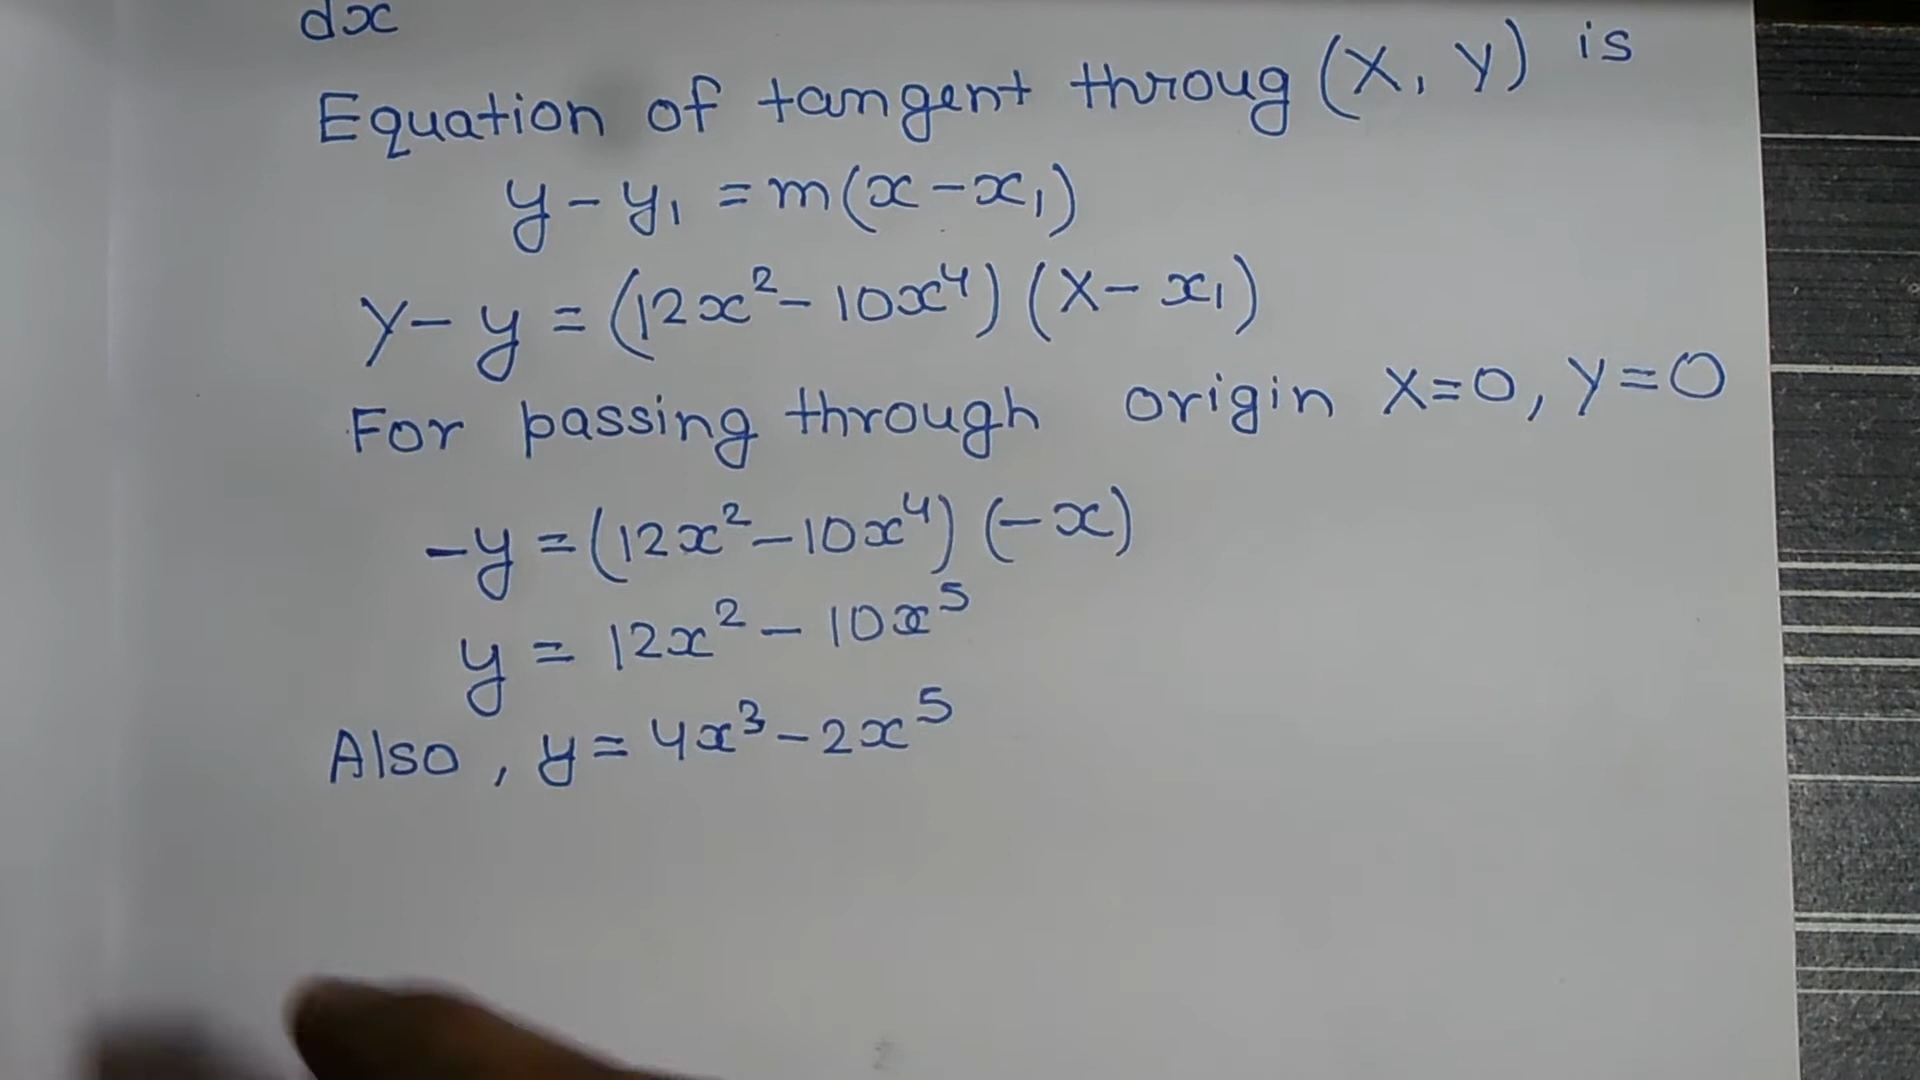 dx
Equation of tangent throug (X, Y) is
y - y₁ = m(x - x₁)
Y - y = (12x² - 10x⁴) (X - x₁)
For passing through origin X=0, Y=0
-y = (12x² - 10x⁴) (-x)
y = 12x² - 10x⁵
Also, y = 4x³ - 2x⁵